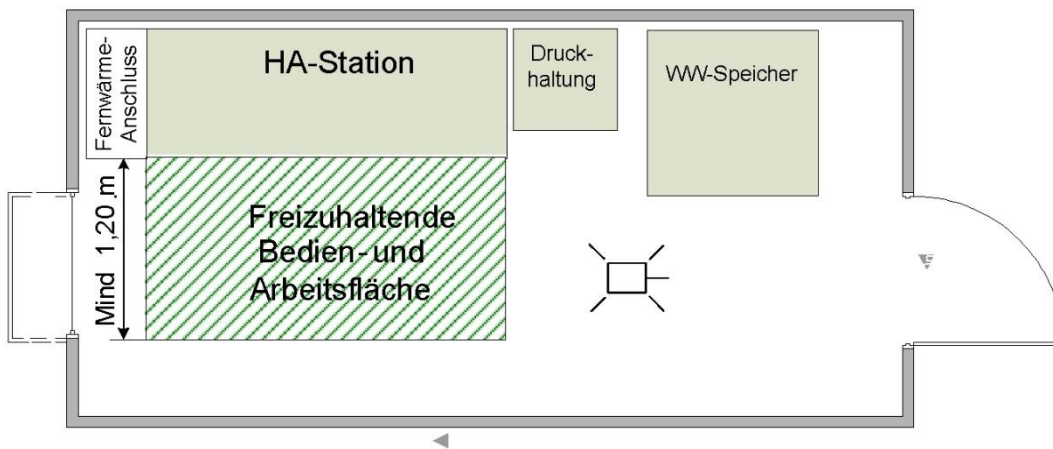 Fernwärme-
Anschluss
HA-Station
Druck-
haltung
WW-Speicher
Mind 1,20 m
Freizuhaltende
Bedien- und
Arbeitsfläche